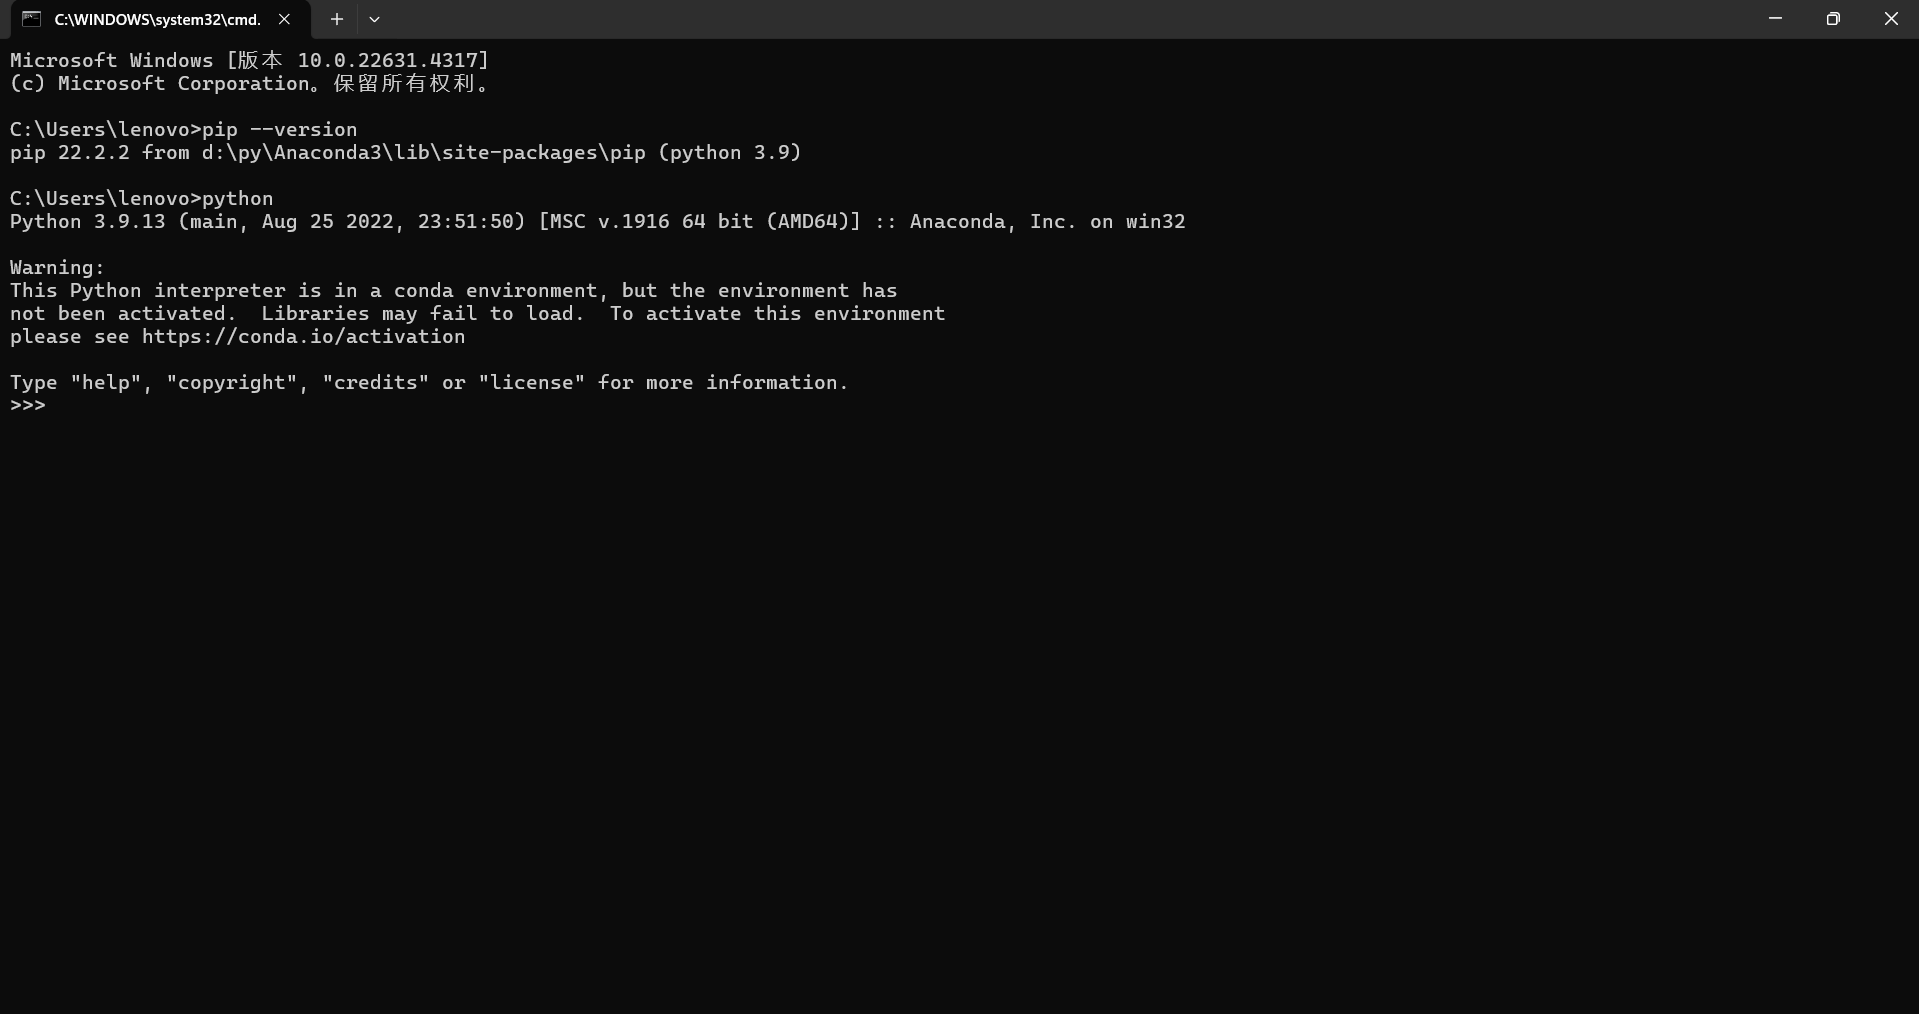 C:\WINDOWS\system32\cmd.
Microsoft Windows [版本 10.0.22631.4317]
(c) Microsoft Corporation。保留所有权利。
C:\Users\lenovo>pip --version
pip 22.2.2 from d:\py\Anaconda3\lib\site-packages\pip (python 3.9)
C:\Users\lenovo>python
Python 3.9.13 (main, Aug 25 2022, 23:51:50) [MSC v.1916 64 bit (AMD64)] :: Anaconda, Inc. on win32
Warning:
This Python interpreter is in a conda environment, but the environment has
not been activated.  Libraries may fail to load.  To activate this environment
please see https://conda.io/activation
Type "help", "copyright", "credits" or "license" for more information.
>>>